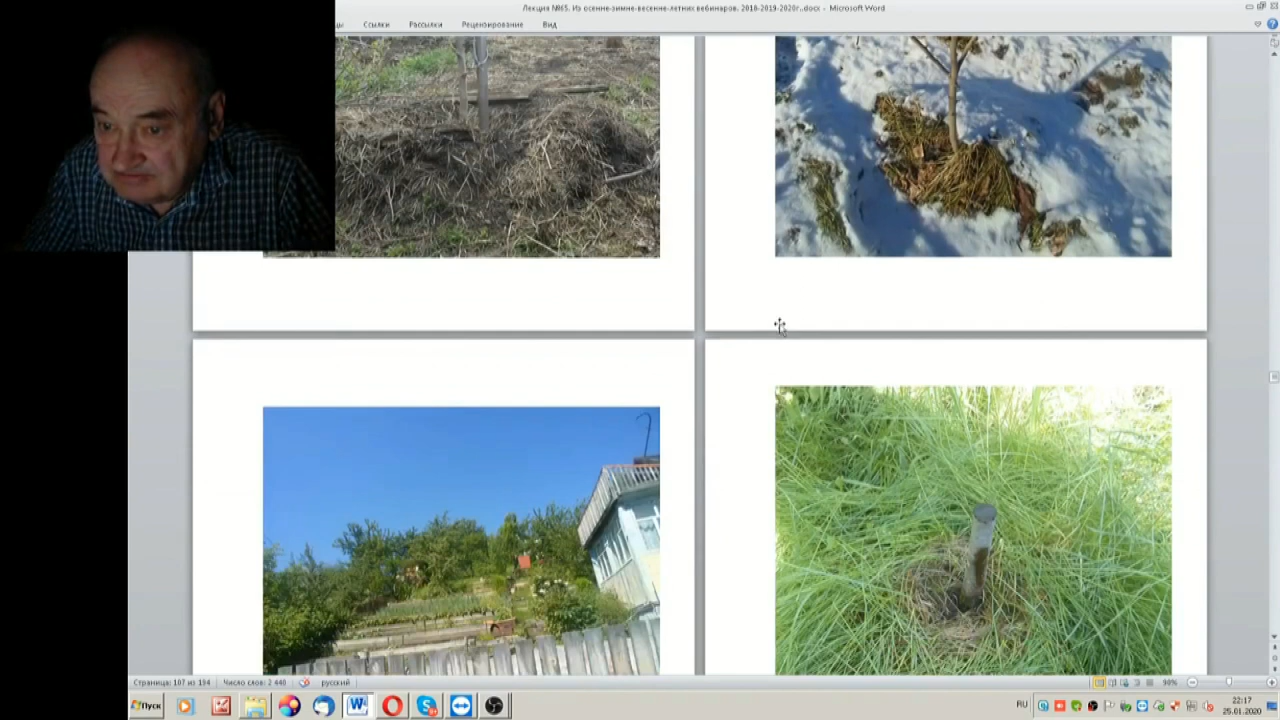 Лекция №65. Из осенне-зимне-весенне-летних вебинаров. 2018-2019-2020г..docx - Microsoft Word
Ссылки Рассылки Рецензирование Вид
Страница: 107 из 194 Число слов: 2 440 русский 90%
Пуск RU 22:17
25.01.2020